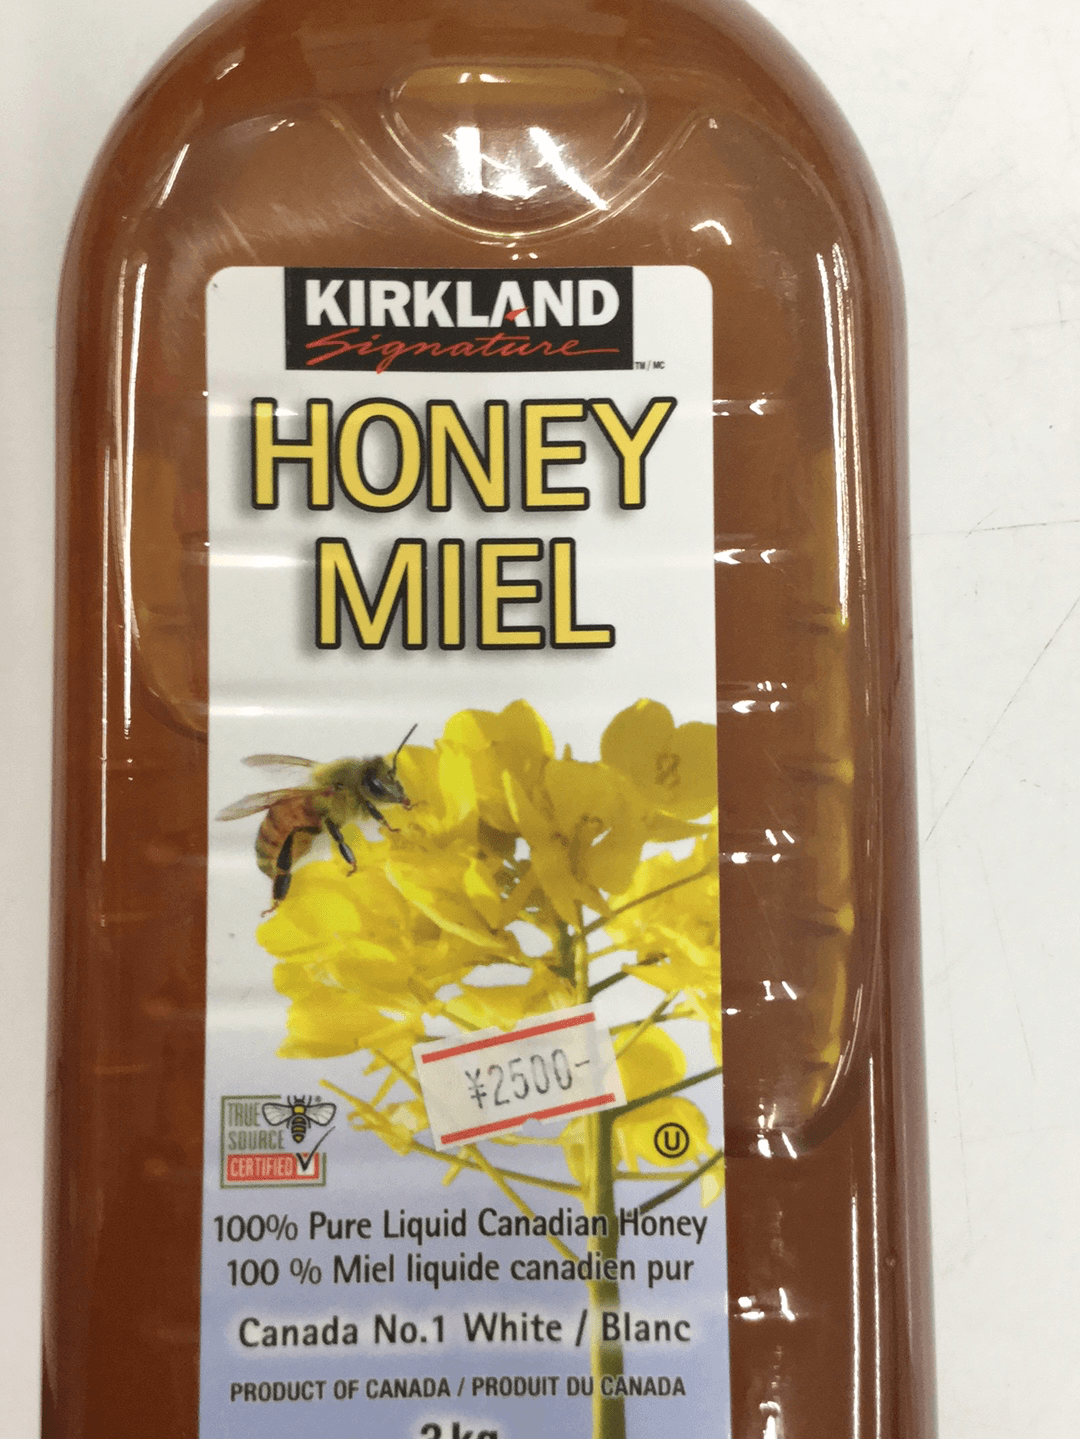 KIRKLAND
Signature
TM/MC
HONEY
MIEL
¥2500-
TRUE
SOURCE
®
CERTIFIED
U
100% Pure Liquid Canadian Honey
100 % Miel liquide canadien pur
Canada No.1 White / Blanc
PRODUCT OF CANADA / PRODUIT DU CANADA
kg